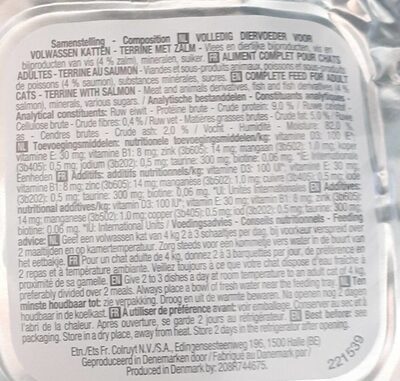 Samenstelling - Composition NL VOLLEDIG DIERVOEDER VOOR
VOLWASSEN KATTEN - TERRINE MET ZALM - Vlees en dierlijke bijproducten, vis en
bijproducten van vis (4 % zalm), mineralen, suiker. FR ALIMENT COMPLET POUR CHATS
ADULTES - TERRINE AU SAUMON - Viandes et sous-produits animaux, poissons et sous-produits
de poissons (4 % saumon), substances minérales, sucres. EN COMPLETE FEED FOR ADULT
CATS - TERRINE WITH SALMON - Meat and animals derivatives, fish and fish derivatives (4 %
salmon), minerals, various sugars. / Analytische bestanddelen - Constituants analytiques -
Analytical constituents: Ruw eiwit - Protéine brute - Crude protein: 9.0 % / Ruwe celstof -
Cellulose brute - Crude fibres: 0,4 % / Ruw vet - Matières grasses brutes - Crude fat: 5.0 % / Ruwe
as - Cendres brutes - Crude ash: 2.0 % / Vocht - Humidité - Moisture: 82.0 %
NL Toevoegingsmiddelen: nutritionele toevoegingsmiddelen/kg: vitamine D3: 100 IE*;
vitamine E: 30 mg; vitamine B1: 8 mg; zink (3b605): 14 mg; mangaan (3b502): 1.0 mg; koper
(3b405): 0,5 mg; jodium (3b202): 0,5 mg; taurine: 300 mg; biotine: 0,06 mg. *IE: Internationale
Eenheden FR Additifs: additifs nutritionnels/kg: vitamine D3: 100 UI*; vitamine E: 30 mg;
vitamine B1: 8 mg; zinc (3b605): 14 mg; manganèse (3b502): 1,0 mg; cuivre (3b405): 0,5 mg; iode
(3b202): 0,5 mg; taurine: 300 mg; biotine: 0,06 mg. *UI: Unités Internationales EN Additives:
nutritional additives/kg: vitamin D3: 100 IU*; vitamin E: 30 mg; vitamin B1: 8 mg; zinc (3b605):
14 mg; manganese (3b502): 1.0 mg; copper (3b405): 0.5 mg; iod (3b202): 0.5 mg; taurine: 300 mg;
biotine: 0.06 mg. *IU: International Units / Voedingsadvies - Conseils nutritionnels - Feeding
advice: NL Geef een volwassen kat van 4 kg 2 à 3 schaaltjes per dag, bij voorkeur verspreid over
2 maaltijden en op kamertemperatuur. Zorg steeds voor een kommetje vers water in de buurt van
het eetbakje. FR Pour un chat adulte de 4 kg, donnez 2 à 3 barquettes par jour, de préférence en
2 repas et à température ambiante. Veillez toujours à ce que votre chat dispose d'eau fraîche à
proximité de sa gamelle. EN Give 2 to 3 dishes a day at room temperature to an adult cat of 4 kg,
preferably divided over 2 meals. Always place a bowl of fresh water near the feeding tray. NL Ten
minste houdbaar tot: zie verpakking. Droog en uit de warmte bewaren. Na openen max. 2 dagen
houdbaar in de koelkast. FR A utiliser de préférence avant: voir emballage. Conserver au sec et à
l'abri de la chaleur. Après ouverture, se garde 2 jours au réfrigérateur. EN Best before: see
packaging. Store in a dry place, away from heat. Store 2 days in the refrigerator after opening.
Etn./Ets Fr. Colruyt N.V./S.A., Edingensesteenweg 196, 1500 Halle (BE)
Geproduceerd in Denemarken door / Fabriqué au Danemark par /
Produced in Denmark by: 208R744675.
221539